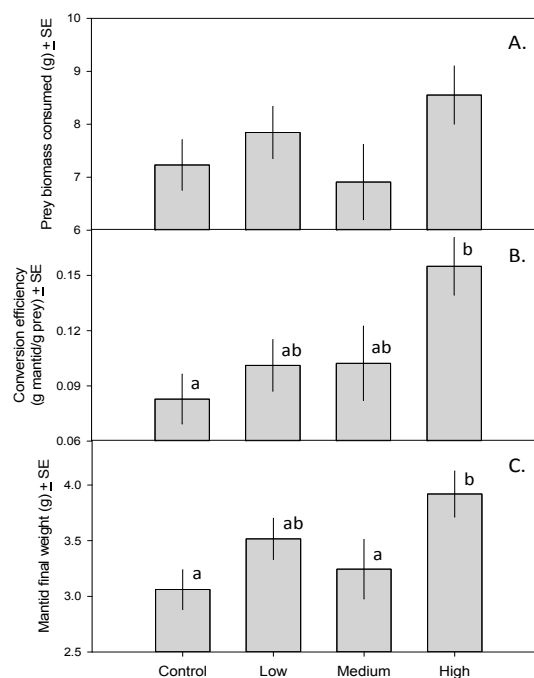 Prey biomass consumed (g) ± SE
10
9
8
7
6
A.
Conversion efficiency
(g mantid/g prey) ± SE
0.15
0.12
0.09
0.06
B.
a
ab
ab
b
Mantid final weight (g) ± SE
4.0
3.5
3.0
2.5
C.
a
ab
a
b
Control Low Medium High